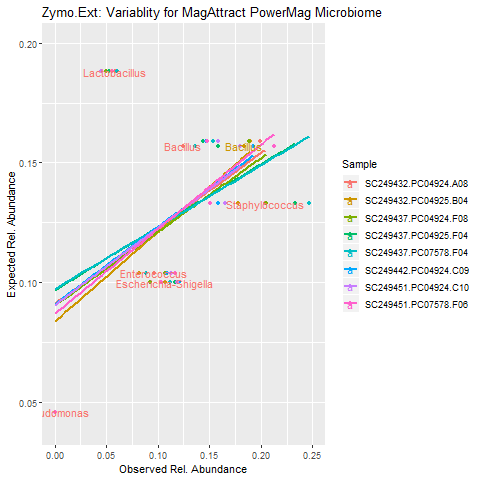 Zymo.Ext: Variablity for MagAttract PowerMag Microbiome
0.20
0.15
0.10
0.05
Expected Rel. Abundance
Lactobacillus
Bacillus
Bacillus
Staphylococcus
Enterococcus
Escherichia-Shigella
udomonas
0.00
0.05
0.10
0.15
0.20
0.25
Observed Rel. Abundance
Sample
a SC249432.PC04924.A08
a SC249432.PC04925.B04
a SC249437.PC04924.F08
a SC249437.PC04925.F04
a SC249437.PC07578.F04
a SC249442.PC04924.C09
a SC249451.PC04924.C10
a SC249451.PC07578.F06